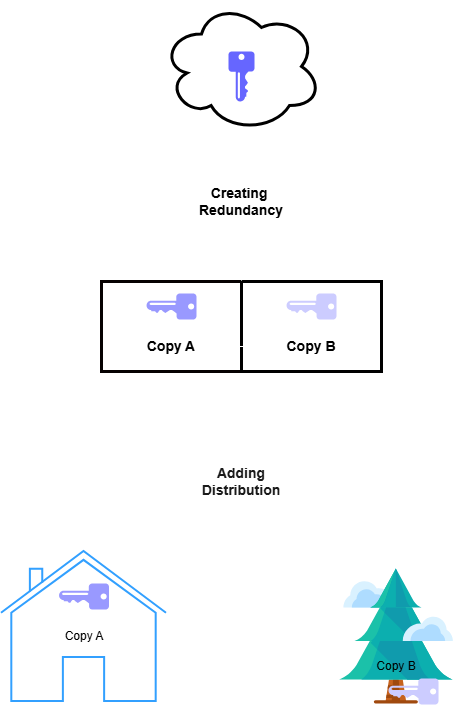 Creating
Redundancy
Copy A
Copy B
Adding
Distribution
Copy A
Copy B